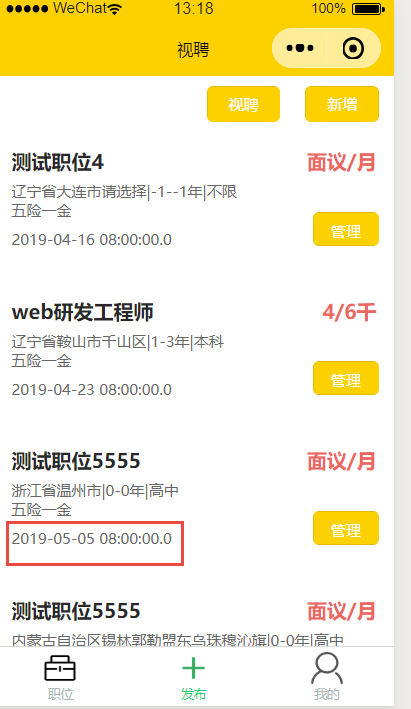 WeChat 13:18 100%
视聘
视聘 新增
测试职位4 面议/月
辽宁省大连市请选择|-1--1年|不限
五险一金
管理
2019-04-16 08:00:00.0
web研发工程师 4/6千
辽宁省鞍山市千山区|1-3年|本科
五险一金
管理
2019-04-23 08:00:00.0
测试职位5555 面议/月
浙江省温州市|0-0年|高中
五险一金
管理
2019-05-05 08:00:00.0
测试职位5555 面议/月
内蒙古自治区锡林郭勒盟东乌珠穆沁旗|0-0年|高中
职位 发布 我的